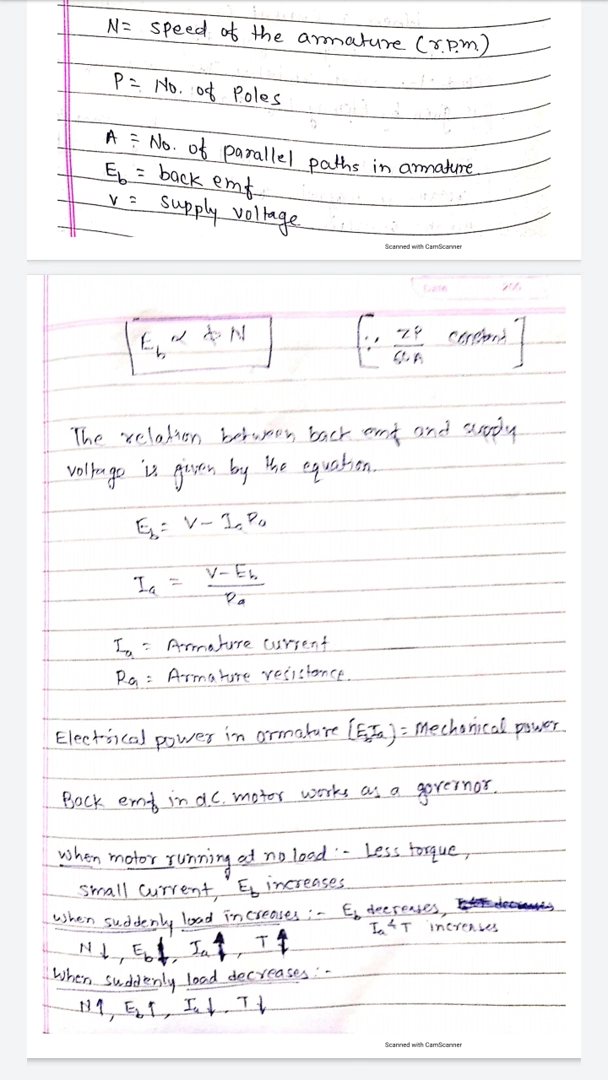 N= speed of the armature (r.p.m.)
P= No. of Poles
A = No. of parallel paths in armature.
Eb = back emf
v = supply voltage
Scanned with CamScanner
Date
Eb ∝ ϕ N [∵ ZP/60A constant]
The relation between back emf and supply
voltage is given by the equation.
Eb = V - Ia Ra
Ia = V-Eb/Ra
Ia = Armature current
Ra = Armature resistance.
Electrical power in armature [EbIa] = Mechanical power.
Back emf in d.c. motor works as a governor.
when motor running at no load :- Less torque,
small current, Eb increases
when suddenly load increases :- Eb decreases,
Ia & T increases
N↓, Eb↓, Ia↑, T↑
When suddenly load decreases :-
N↑, Eb↑, Ia↓, T↓
Scanned with CamScanner